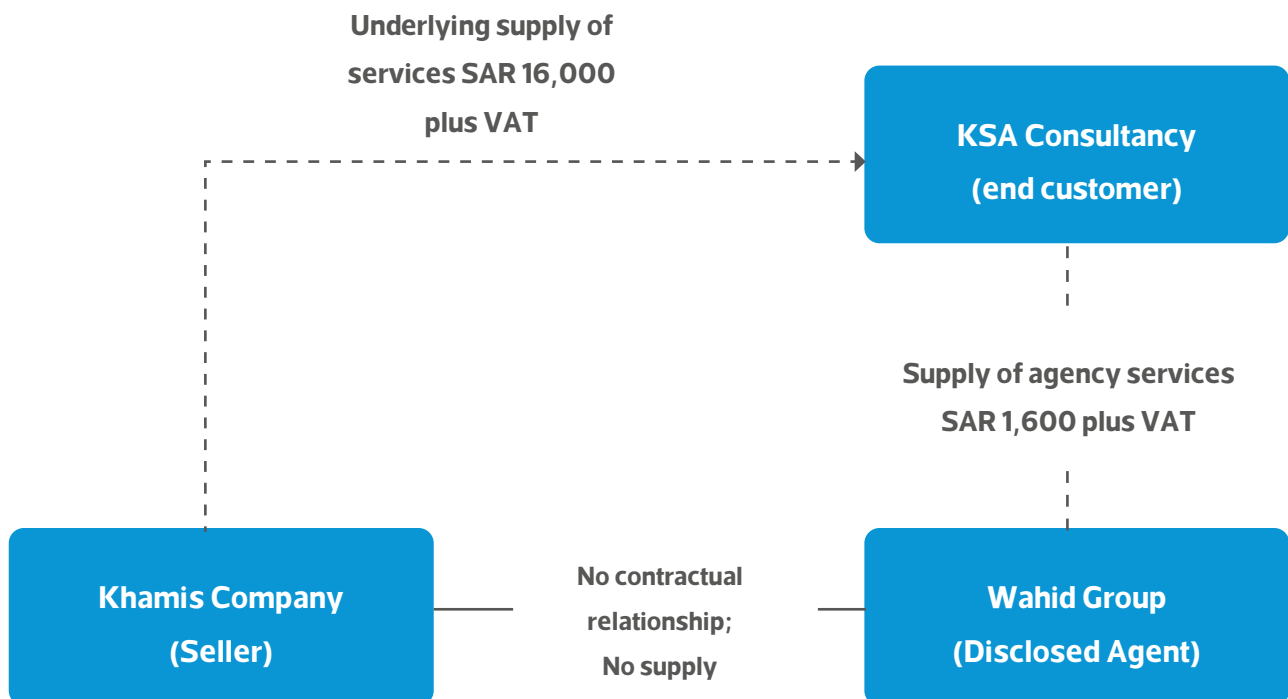 Underlying supply of
services SAR 16,000
plus VAT
KSA Consultancy
(end customer)
Supply of agency services
SAR 1,600 plus VAT
Khamis Company
(Seller)
No contractual
relationship;
No supply
Wahid Group
(Disclosed Agent)